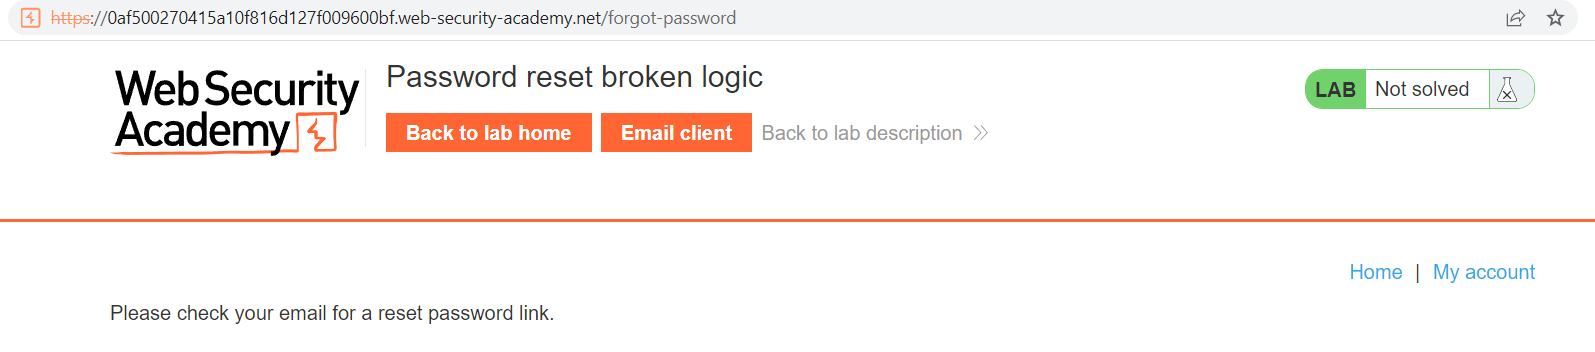 https://0af500270415a10f816d127f009600bf.web-security-academy.net/forgot-password
Web Security
Academy
Password reset broken logic
Back to lab home
Email client
Back to lab description
LAB
Not solved
Home | My account
Please check your email for a reset password link.